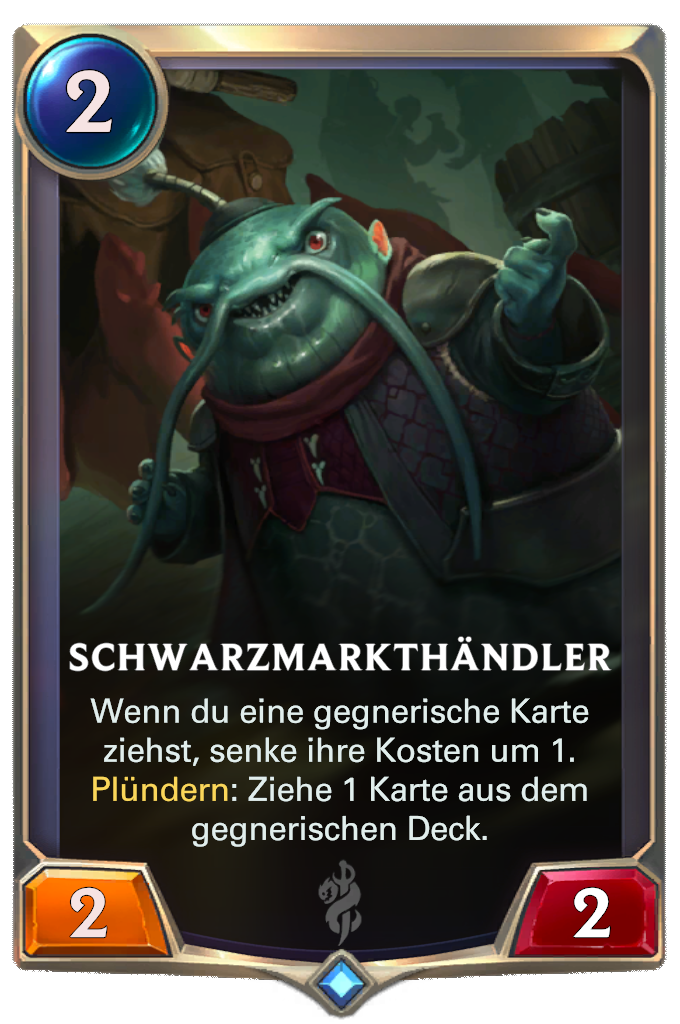 2
SCHWARZMARKTHÄNDLER
Wenn du eine gegnerische Karte
ziehst, senke ihre Kosten um 1.
Plündern: Ziehe 1 Karte aus dem
gegnerischen Deck.
2 2